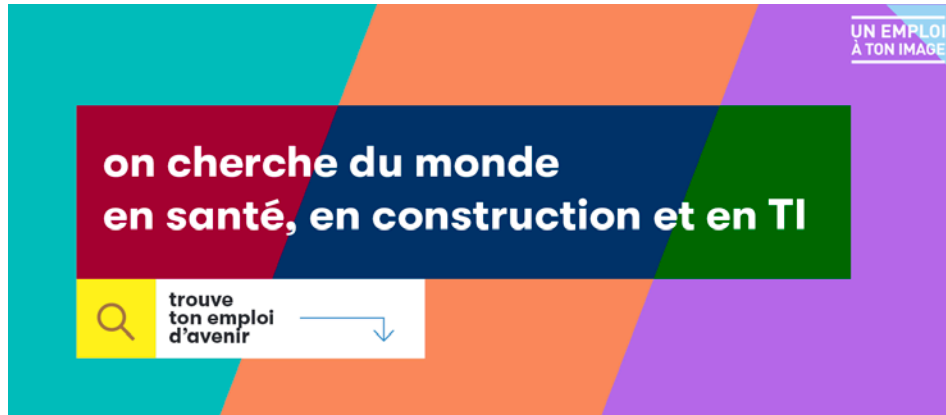 UN EMPLOI
À TON IMAGE
on cherche du monde
en santé, en construction et en TI
trouve
ton emploi
d'avenir